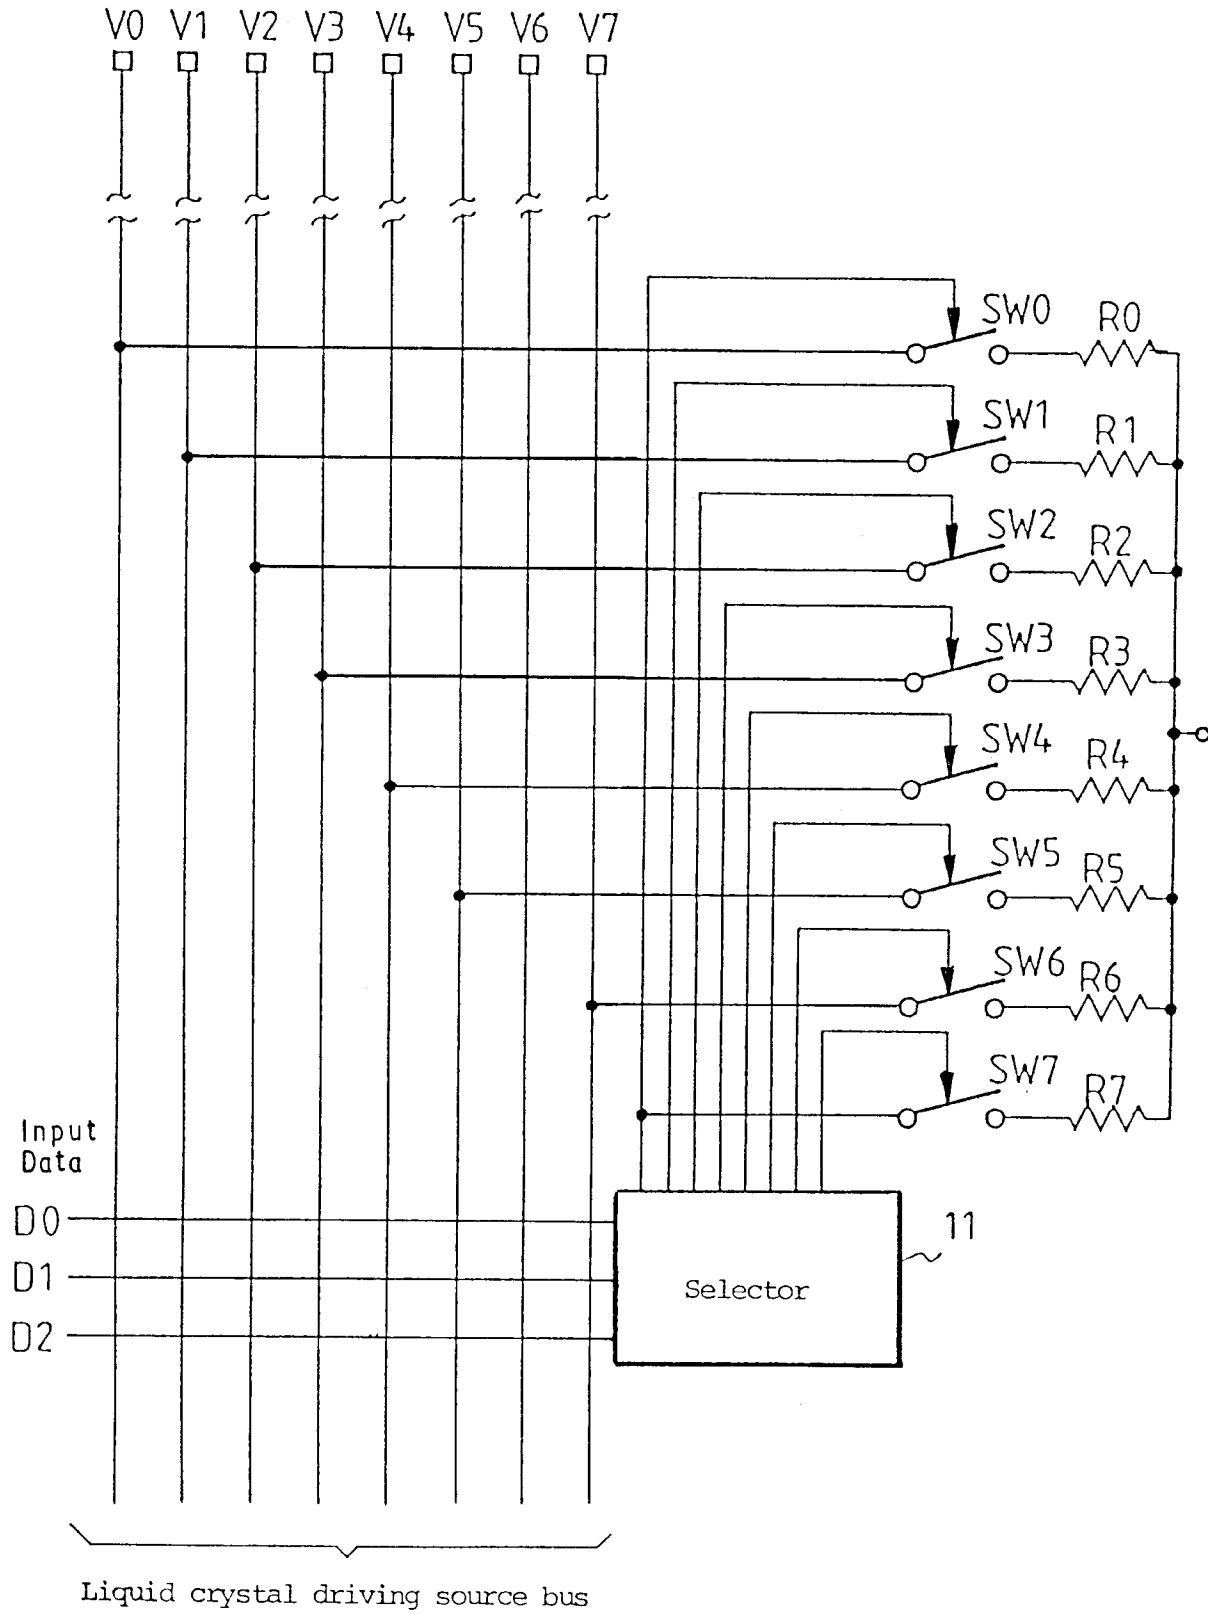 V0 V1 V2 V3 V4 V5 V6 V7
SW0 R0
SW1 R1
SW2 R2
SW3 R3
SW4 R4
SW5 R5
SW6 R6
SW7 R7
Input
Data
D0
11
D1
Selector
D2
Liquid crystal driving source bus